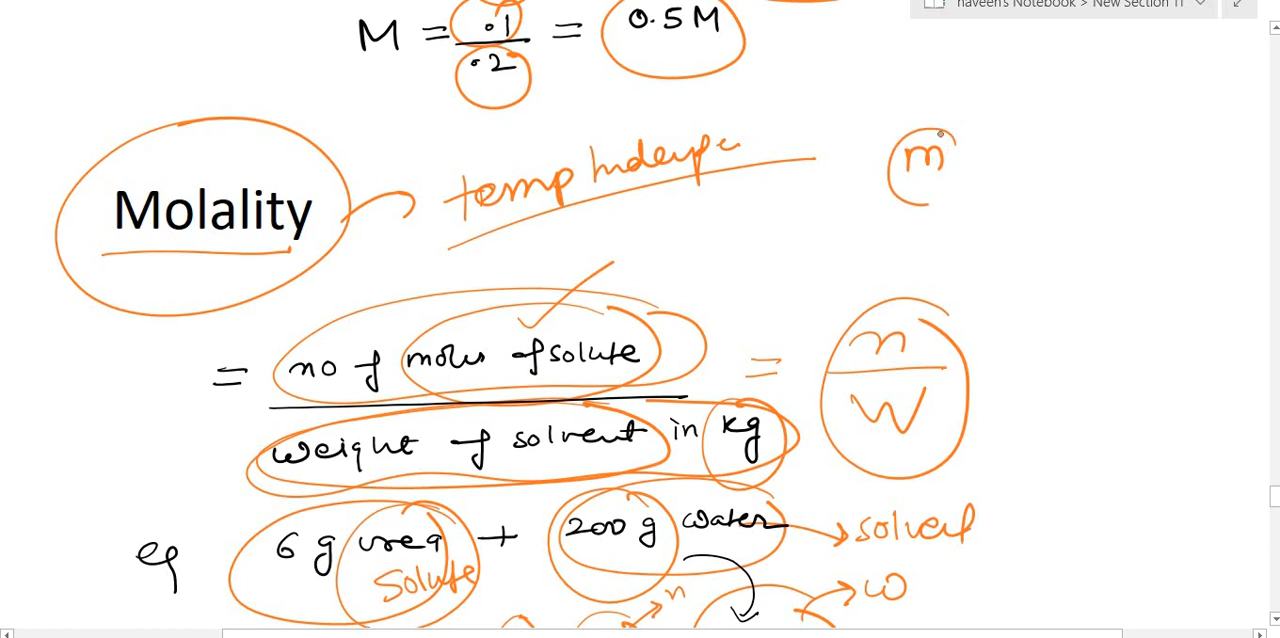 naveen's Notebook > New Section 11
M = .1 / .2 = 0.5 M
Molality
temp Indepe
m
= no of moles of solute = n
weight of solvent in kg W
eg 6 g urea + 200 g water → solvent
solute
n
W